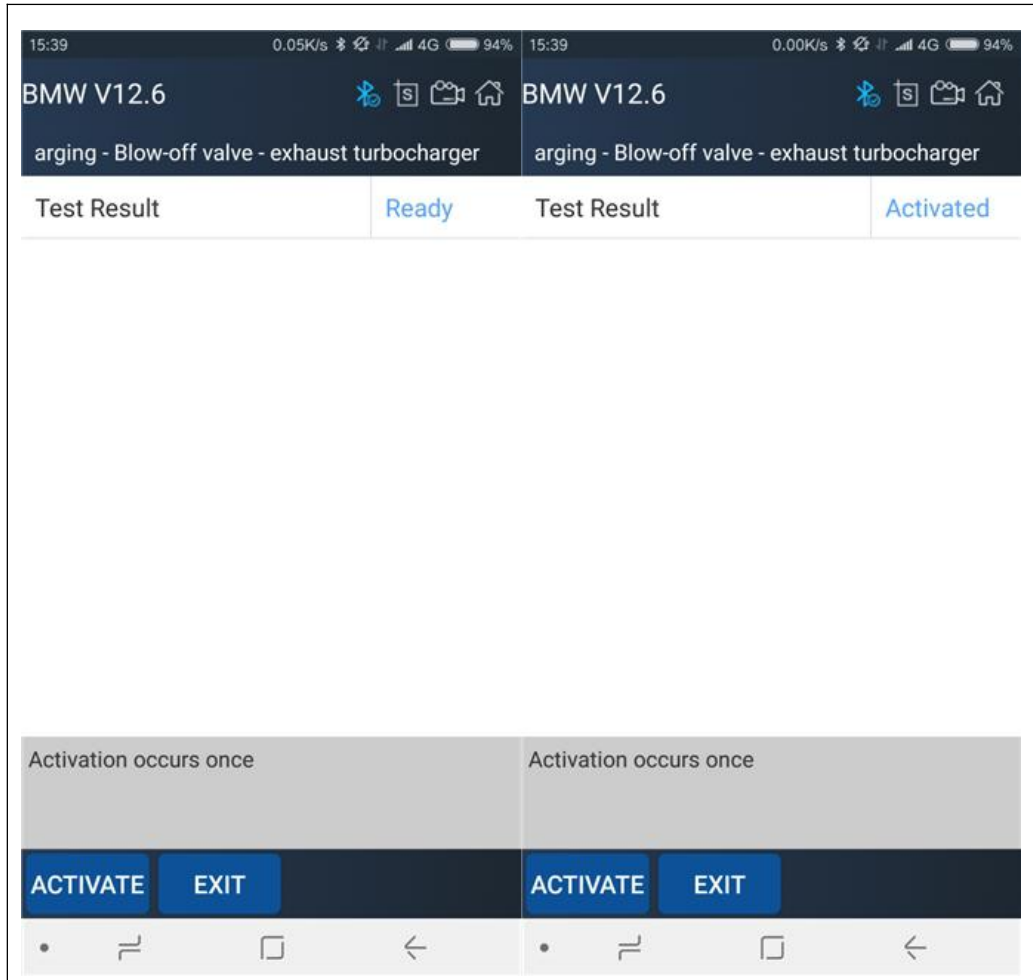 15:39 0.05K/s 4G 94%
BMW V12.6
S
arging - Blow-off valve - exhaust turbocharger
Test Result Ready
Activation occurs once
ACTIVATE EXIT
15:39 0.00K/s 4G 94%
BMW V12.6
S
arging - Blow-off valve - exhaust turbocharger
Test Result Activated
Activation occurs once
ACTIVATE EXIT